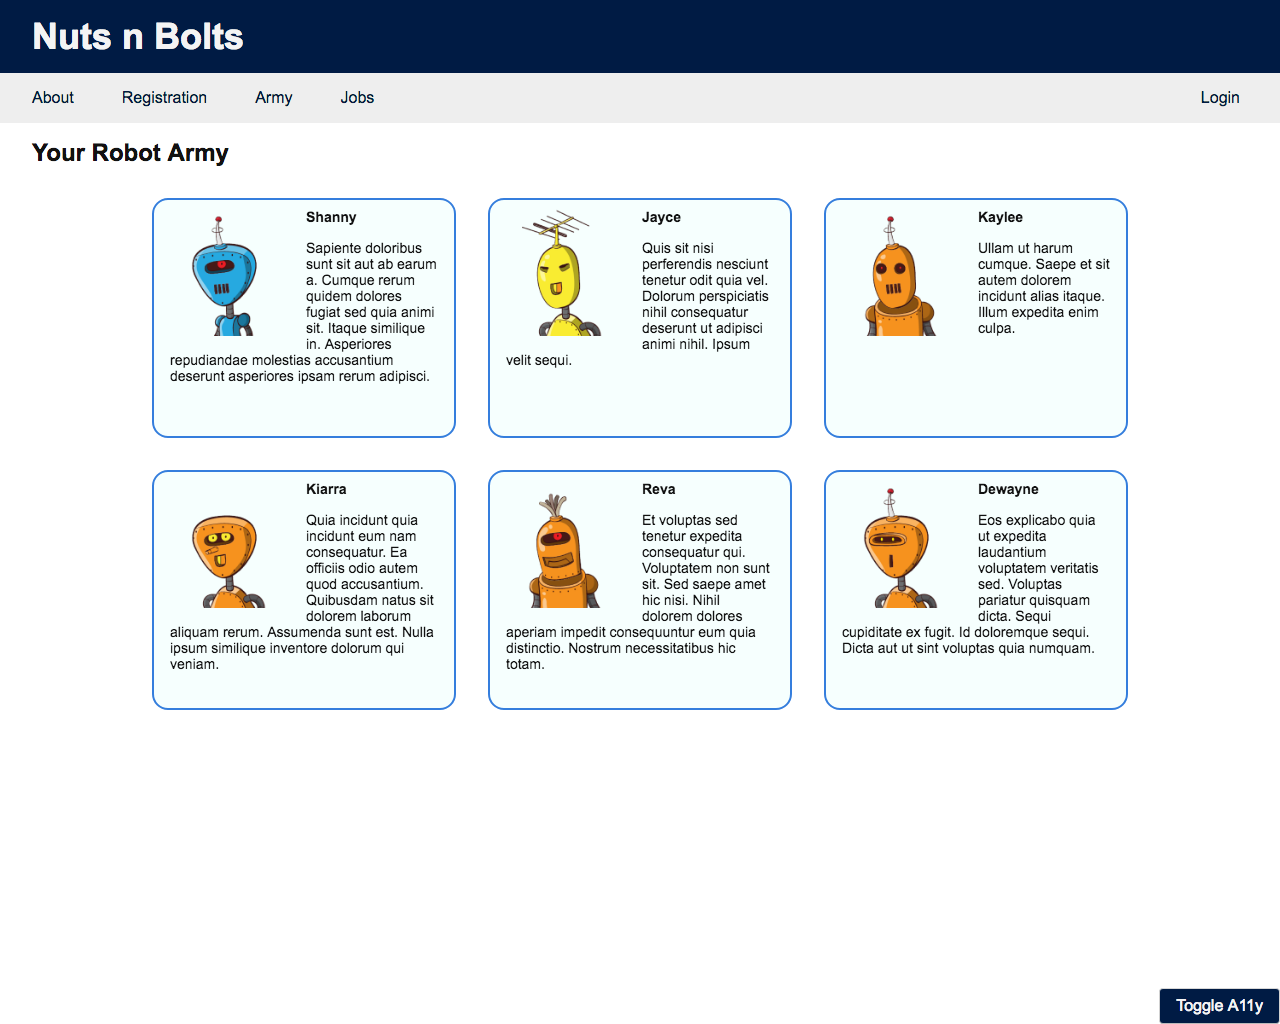 Nuts n Bolts
About Registration Army Jobs Login
Your Robot Army
Shanny
Sapiente doloribus
sunt sit aut ab earum
a. Cumque rerum
quidem dolores
fugiat sed quia animi
sit. Itaque similique
in. Asperiores
repudiandae molestias accusantium
deserunt asperiores ipsam rerum adipisci.
Jayce
Quis sit nisi
perferendis nesciunt
tenetur odit quia vel.
Dolorum perspiciatis
nihil consequatur
deserunt ut adipisci
animi nihil. Ipsum
velit sequi.
Kaylee
Ullam ut harum
cumque. Saepe et sit
autem dolorem
incidunt alias itaque.
Illum expedita enim
culpa.
Kiarra
Quia incidunt quia
incidunt eum nam
consequatur. Ea
officiis odio autem
quod accusantium.
Quibusdam natus sit
dolorem laborum
aliquam rerum. Assumenda sunt est. Nulla
ipsum similique inventore dolorum qui
veniam.
Reva
Et voluptas sed
tenetur expedita
consequatur qui.
Voluptatem non sunt
sit. Sed saepe amet
hic nisi. Nihil
dolorem dolores
aperiam impedit consequuntur eum quia
distinctio. Nostrum necessitatibus hic
totam.
Dewayne
Eos explicabo quia
ut expedita
laudantium
voluptatem veritatis
sed. Voluptas
pariatur quisquam
dicta. Sequi
cupiditate ex fugit. Id doloremque sequi.
Dicta aut ut sint voluptas quia numquam.
Toggle A11y